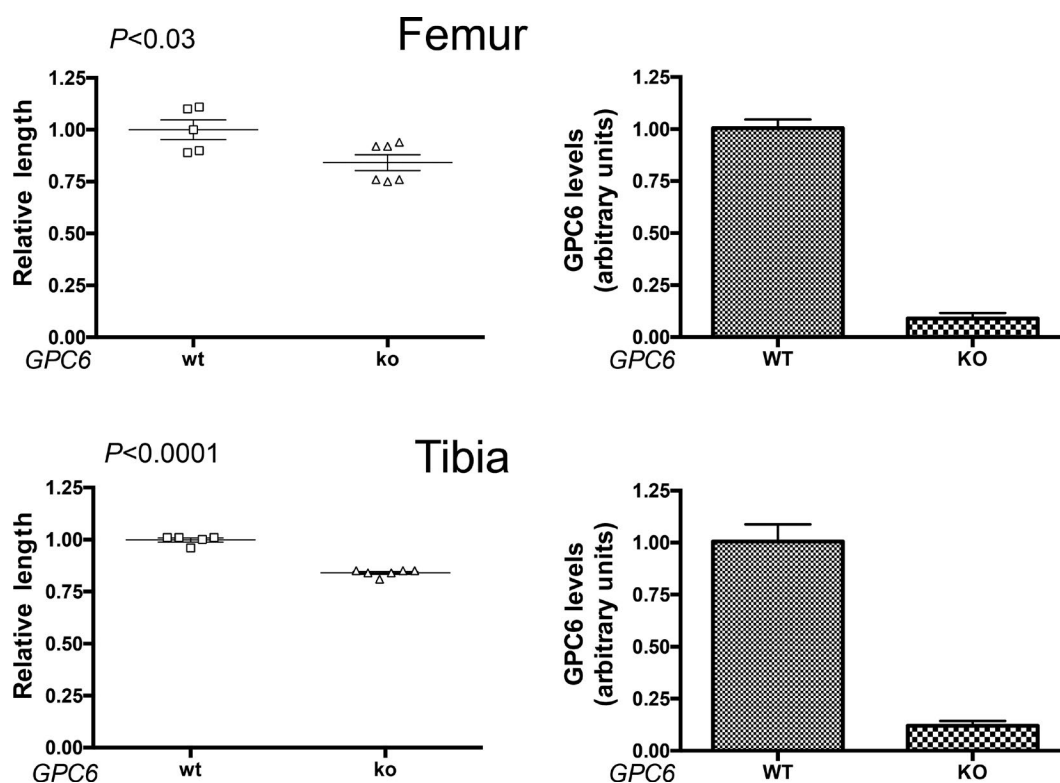 P<0.03
Femur
Relative length
1.25
1.00
0.75
0.50
0.25
0.00
GPC6
wt
ko
GPC6 levels
(arbitrary units)
1.25
1.00
0.75
0.50
0.25
0.00
GPC6
WT
KO
P<0.0001
Tibia
Relative length
1.25
1.00
0.75
0.50
0.25
0.00
GPC6
wt
ko
GPC6 levels
(arbitrary units)
1.25
1.00
0.75
0.50
0.25
0.00
GPC6
WT
KO